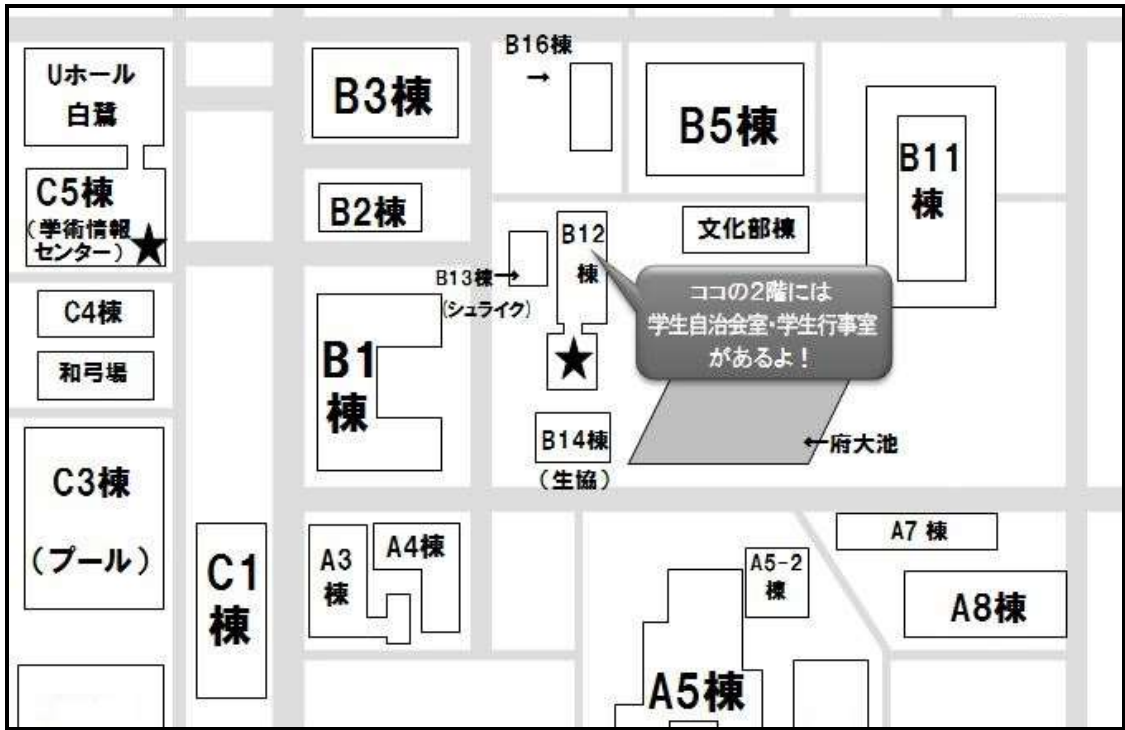 Uホール
白鷺
C5棟
(学術情報
センター)
★
C4棟
和弓場
C3棟
(プール)
C1
棟
B3棟
B2棟
B1
棟
B16棟
→
B5棟
B11
棟
文化部棟
B12
棟
B13棟→
(シュライク)
ココの2階には
学生自治会室・学生行事室
があるよ!
★
B14棟
(生協)
←府大池
A3
棟
A4棟
A5-2
棟
A5棟
A7 棟
A8棟